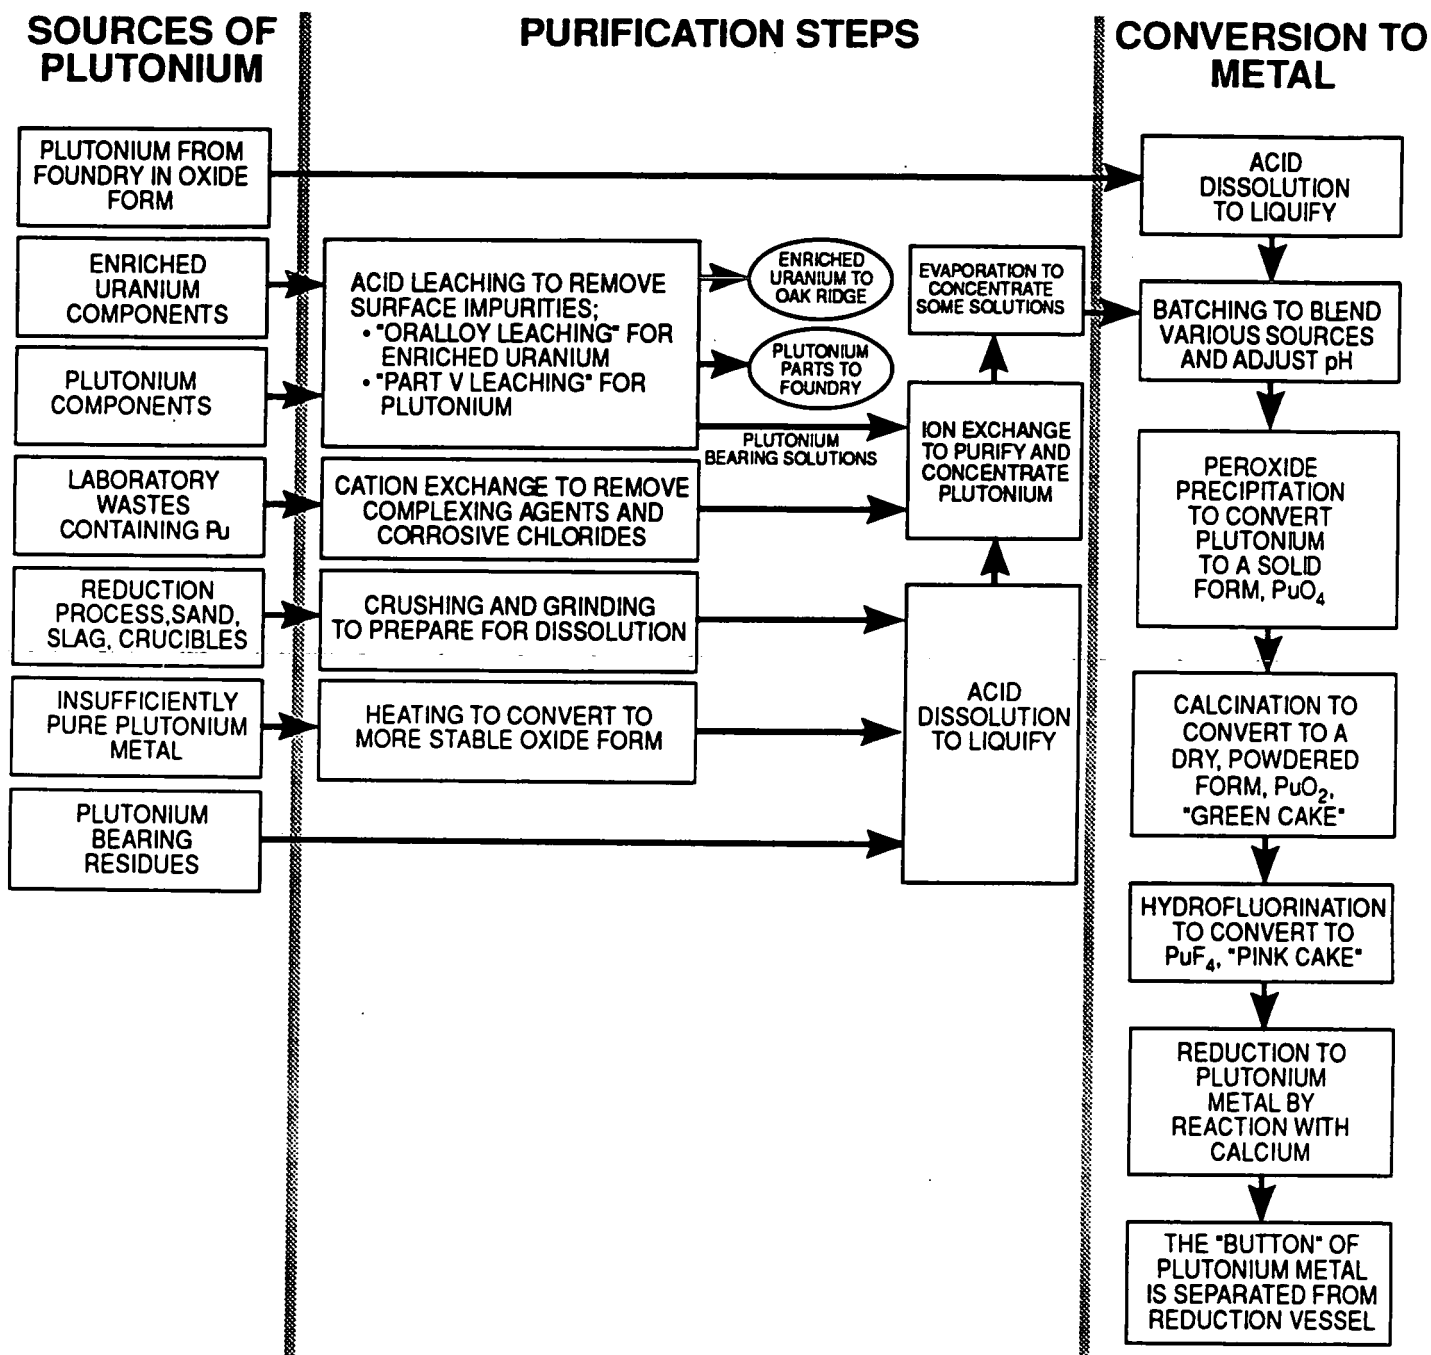 SOURCES OF
PLUTONIUM
PURIFICATION STEPS
CONVERSION TO
METAL
PLUTONIUM FROM
FOUNDRY IN OXIDE
FORM
ENRICHED
URANIUM
COMPONENTS
PLUTONIUM
COMPONENTS
LABORATORY
WASTES
CONTAINING Pu
REDUCTION
PROCESS,SAND,
SLAG, CRUCIBLES
INSUFFICIENTLY
PURE PLUTONIUM
METAL
PLUTONIUM
BEARING
RESIDUES
ACID LEACHING TO REMOVE
SURFACE IMPURITIES;
• "ORALLOY LEACHING" FOR
ENRICHED URANIUM
• "PART V LEACHING" FOR
PLUTONIUM
CATION EXCHANGE TO REMOVE
COMPLEXING AGENTS AND
CORROSIVE CHLORIDES
CRUSHING AND GRINDING
TO PREPARE FOR DISSOLUTION
HEATING TO CONVERT TO
MORE STABLE OXIDE FORM
ENRICHED
URANIUM TO
OAK RIDGE
PLUTONIUM
PARTS TO
FOUNDRY
PLUTONIUM
BEARING SOLUTIONS
EVAPORATION TO
CONCENTRATE
SOME SOLUTIONS
ION EXCHANGE
TO PURIFY AND
CONCENTRATE
PLUTONIUM
ACID
DISSOLUTION
TO LIQUIFY
ACID
DISSOLUTION
TO LIQUIFY
BATCHING TO BLEND
VARIOUS SOURCES
AND ADJUST pH
PEROXIDE
PRECIPITATION
TO CONVERT
PLUTONIUM
TO A SOLID
FORM, PuO₄
CALCINATION TO
CONVERT TO A
DRY, POWDERED
FORM, PuO₂,
"GREEN CAKE"
HYDROFLUORINATION
TO CONVERT TO
PuF₄, "PINK CAKE"
REDUCTION TO
PLUTONIUM
METAL BY
REACTION WITH
CALCIUM
THE "BUTTON" OF
PLUTONIUM METAL
IS SEPARATED FROM
REDUCTION VESSEL